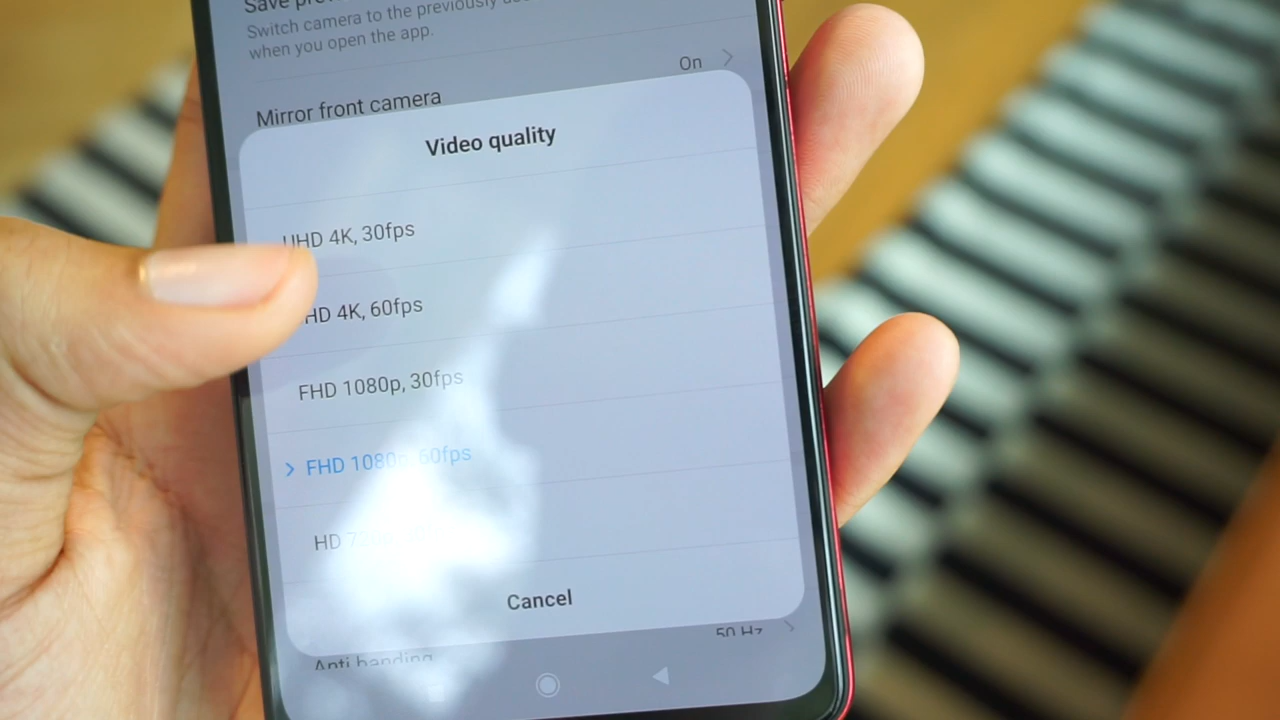 Save
Switch camera to the previously
when you open the app.
On
Mirror front camera
Video quality
UHD 4K, 30fps
HD 4K, 60fps
FHD 1080p, 30fps
FHD 1080p, 60fps
HD
Cancel
50 Hz
Anti banding